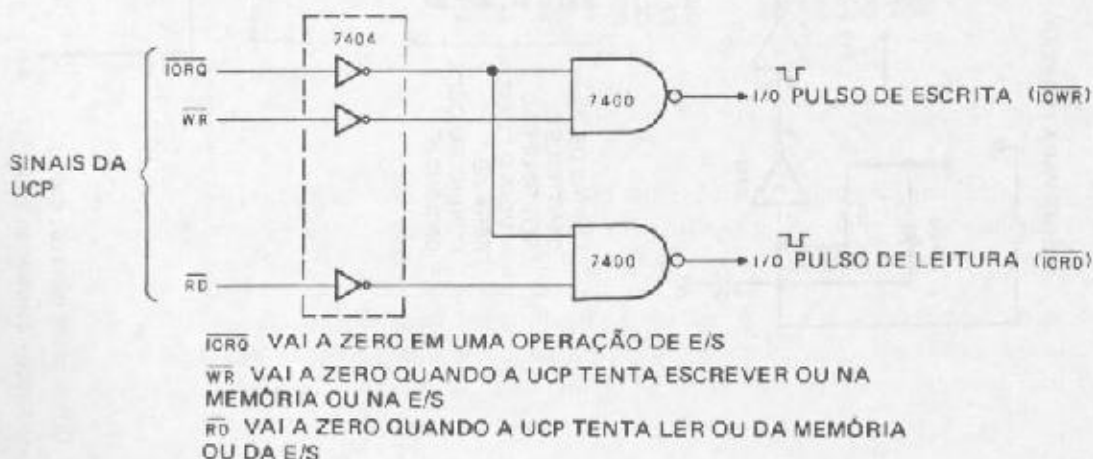 7404
IORQ
WR
SINAIS DA
UCP
RD
7400
I/O PULSO DE ESCRITA (IOWR)
7400
I/O PULSO DE LEITURA (IORD)
IORQ VAI A ZERO EM UMA OPERAÇÃO DE E/S
WR VAI A ZERO QUANDO A UCP TENTA ESCREVER OU NA
MEMÓRIA OU NA E/S
RD VAI A ZERO QUANDO A UCP TENTA LER OU DA MEMÓRIA
OU DA E/S